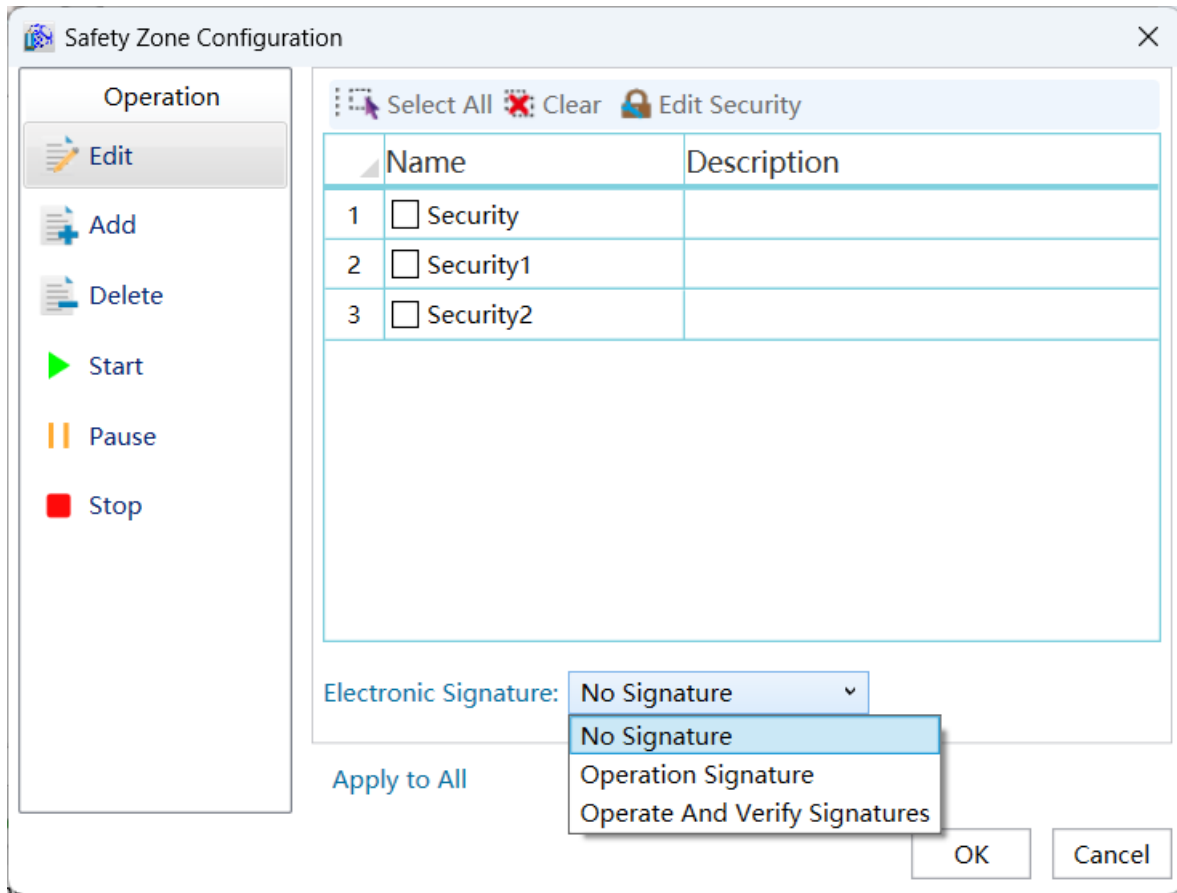 Safety Zone Configuration
Operation
Edit
Add
Delete
Start
Pause
Stop
Select All Clear Edit Security
Name Description
1 Security
2 Security1
3 Security2
Electronic Signature: No Signature
No Signature
Operation Signature
Operate And Verify Signatures
Apply to All
OK Cancel